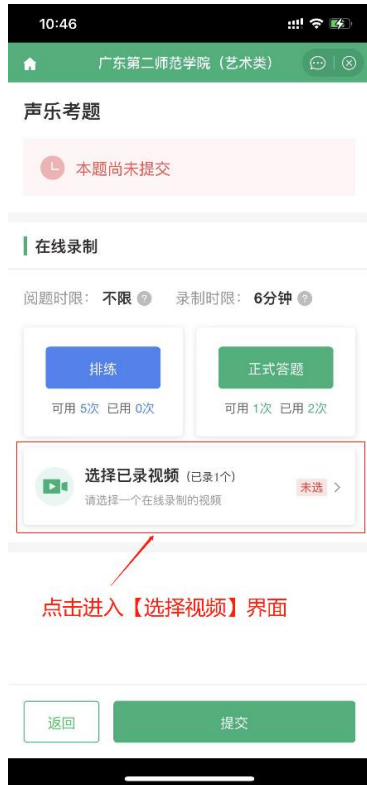 10:46
广东第二师范学院（艺术类）
声乐考题
本题尚未提交
在线录制
阅题时限： 不限 ? 录制时限： 6分钟 ?
排练 正式答题
可用 5次 已用 0次 可用 1次 已用 2次
选择已录视频 (已录1个)
未选
请选择一个在线录制的视频
点击进入【选择视频】界面
返回 提交